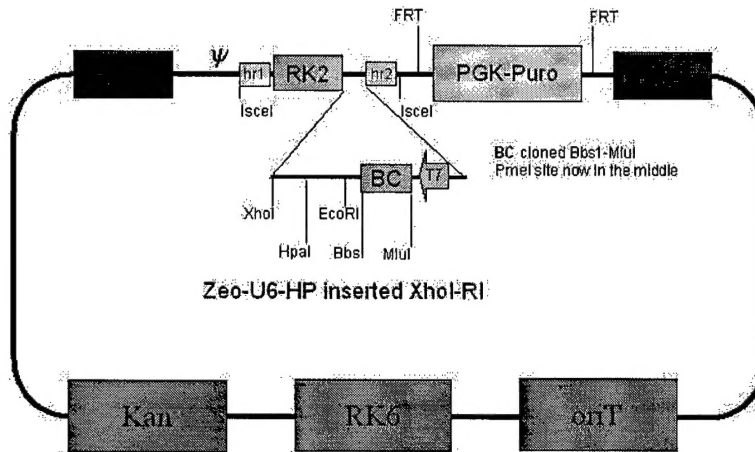 FRT FRT
Ψ
hr1 RK2 hr2 PGK-Puro
IsceI IsceI
BC cloned Bbs1-MluI
PmeI site now in the middle
BC T7
XhoI EcoRI
HpaI BbsI MluI
Zeo-U6-HP inserted XhoI-RI
Kan RK6 oriT